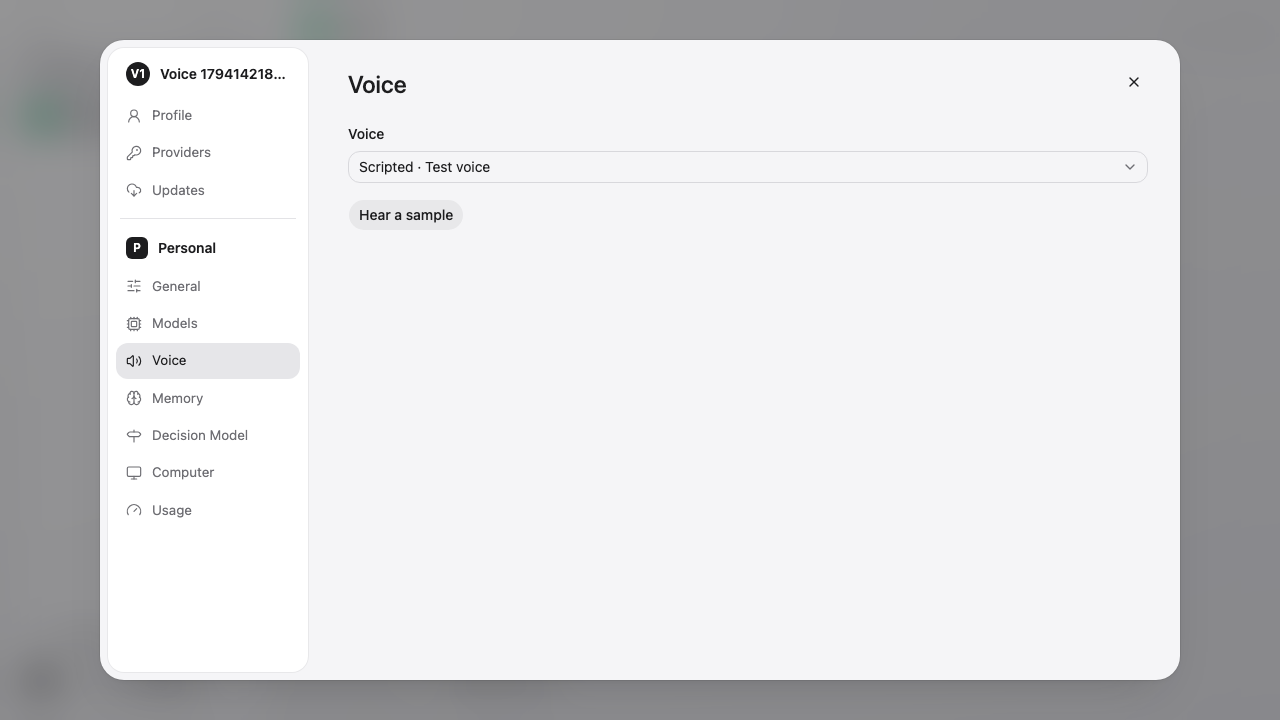 V1 Voice 179414218...
Profile
Providers
Updates
P Personal
General
Models
Voice
Memory
Decision Model
Computer
Usage
Voice
Voice
Scripted · Test voice
Hear a sample